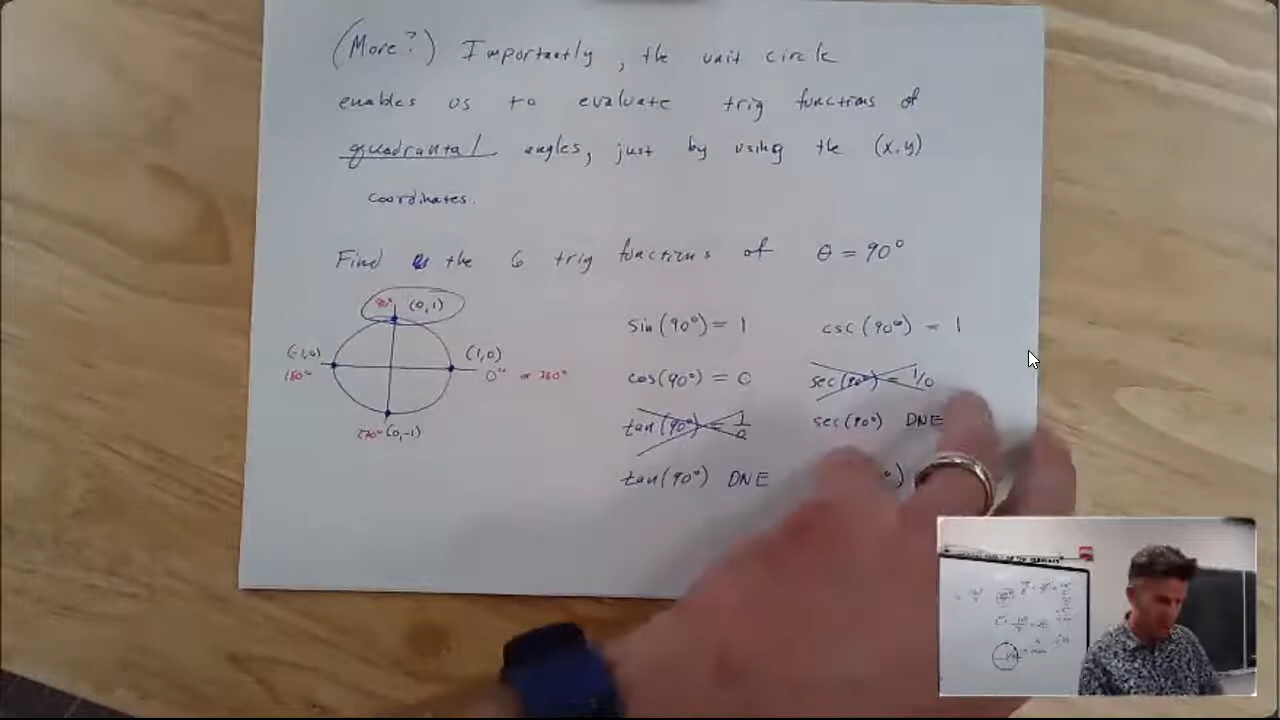 (More?) Importantly, the unit circle
enables us to evaluate trig functions of
quadrantal angles, just by using the (x,y)
coordinates.
Find the 6 trig functions of θ = 90°
90° (0,1)
(-1,0)
180°
(1,0)
0° or 360°
270° (0,-1)
sin(90°) = 1
csc(90°) = 1
cos(90°) = 0
sec(90°) = 1/0
tan(90°) = 1/0
sec(90°) DNE
tan(90°) DNE
°)